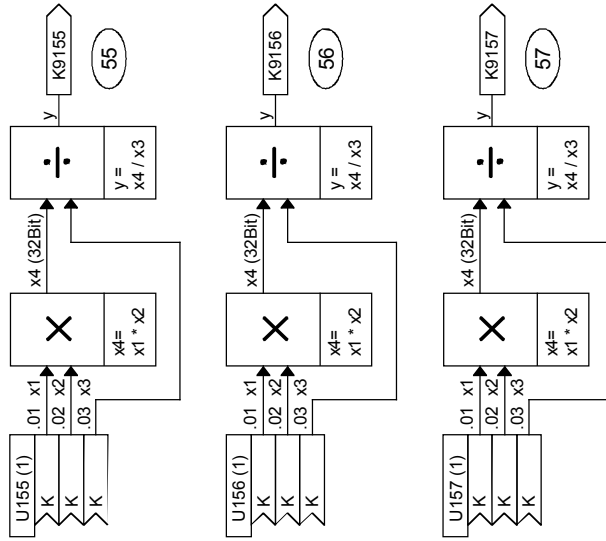 U155 (1)
K
K
K
.01 x1
.02 x2
.03 x3
x4=
x1 * x2
x4 (32Bit)
y =
x4 / x3
y
K9155
55
U156 (1)
K
K
K
.01 x1
.02 x2
.03 x3
x4=
x1 * x2
x4 (32Bit)
y =
x4 / x3
y
K9156
56
U157 (1)
K
K
K
.01 x1
.02 x2
.03 x3
x4=
x1 * x2
x4 (32Bit)
y =
x4 / x3
y
K9157
57